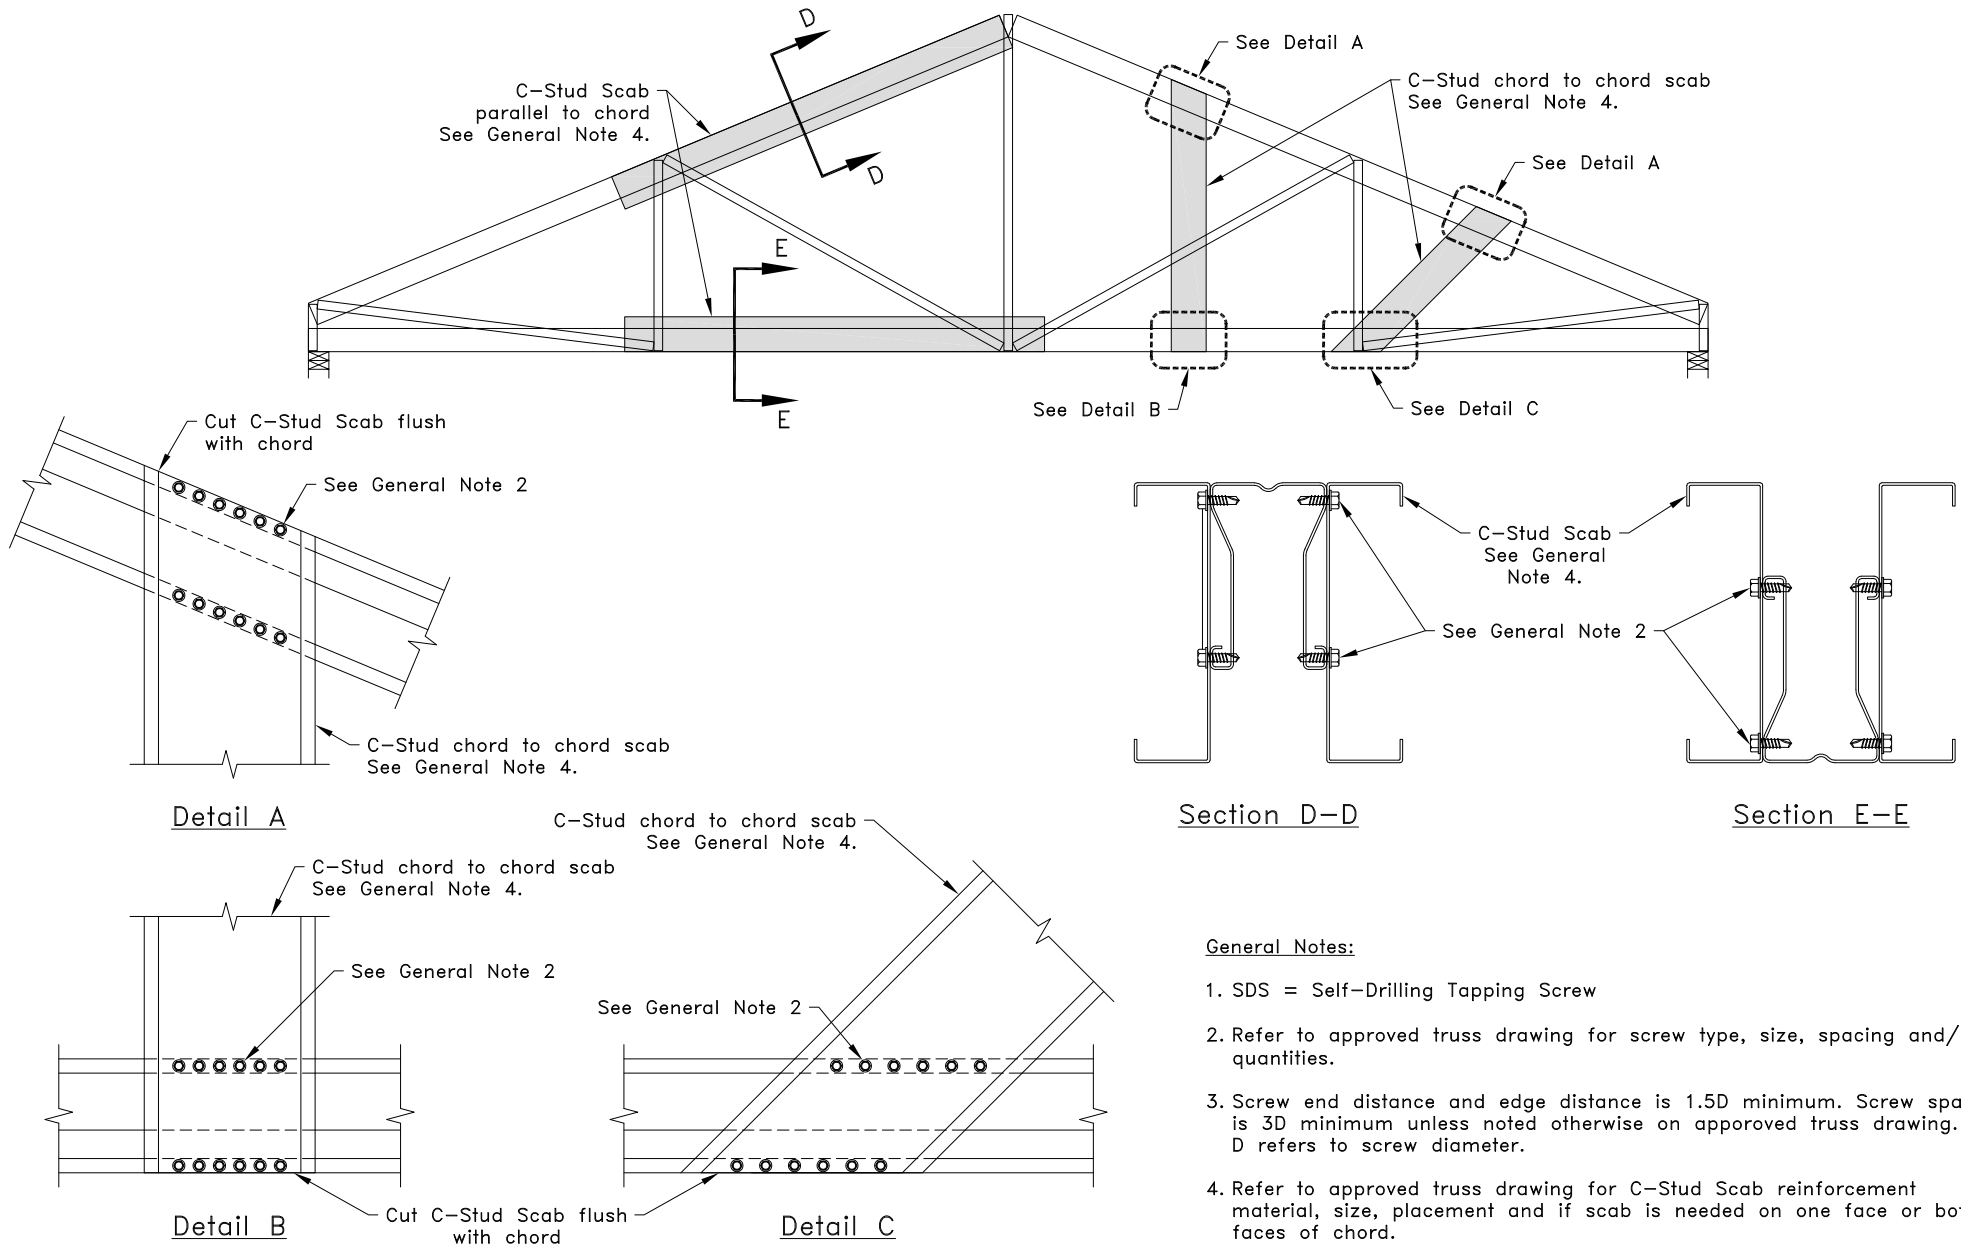 D
See Detail A
C-Stud chord to chord scab
See General Note 4.
C-Stud Scab
parallel to chord
See General Note 4.
See Detail A
D
E
E
See Detail B
See Detail C
Cut C-Stud Scab flush
with chord
See General Note 2
C-Stud chord to chord scab
See General Note 4.
Detail A
C-Stud Scab
See General
Note 4.
See General Note 2
Section D-D
Section E-E
C-Stud chord to chord scab
See General Note 4.
C-Stud chord to chord scab
See General Note 4.
See General Note 2
See General Note 2
Cut C-Stud Scab flush
with chord
Detail B
Detail C
General Notes:
1. SDS = Self-Drilling Tapping Screw
2. Refer to approved truss drawing for screw type, size, spacing and/
quantities.
3. Screw end distance and edge distance is 1.5D minimum. Screw
is 3D minimum unless noted otherwise on apporoved truss drawing.
D refers to screw diameter.
4. Refer to approved truss drawing for C-Stud Scab reinforcement
material, size, placement and if scab is needed on one face or
faces of chord.